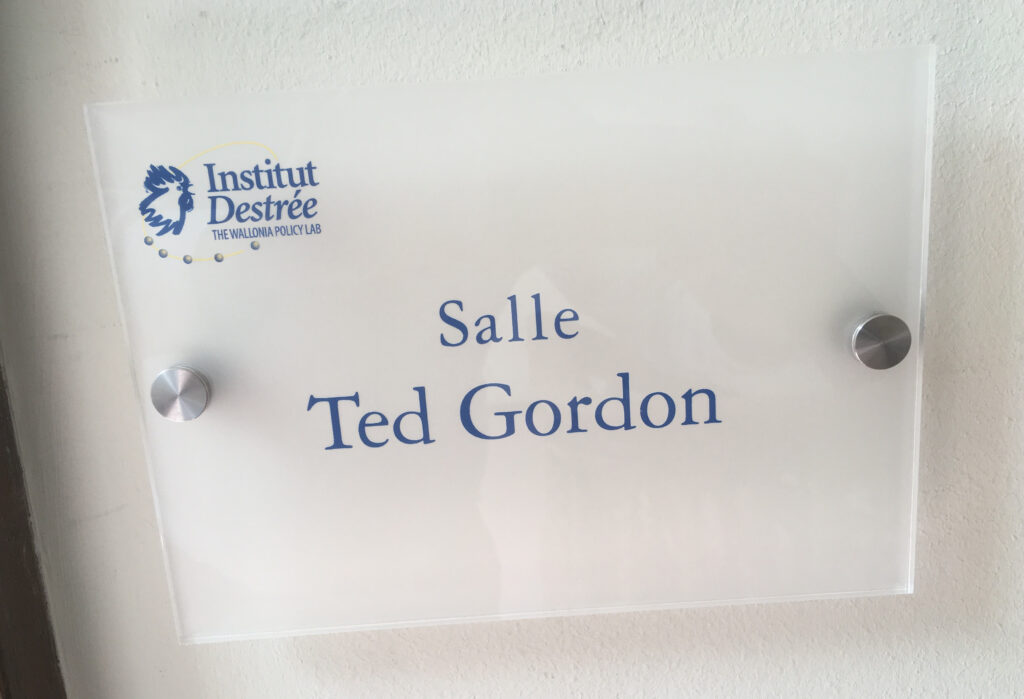 Institut
Destrée
THE WALLONIA POLICY LAB
Salle
Ted Gordon